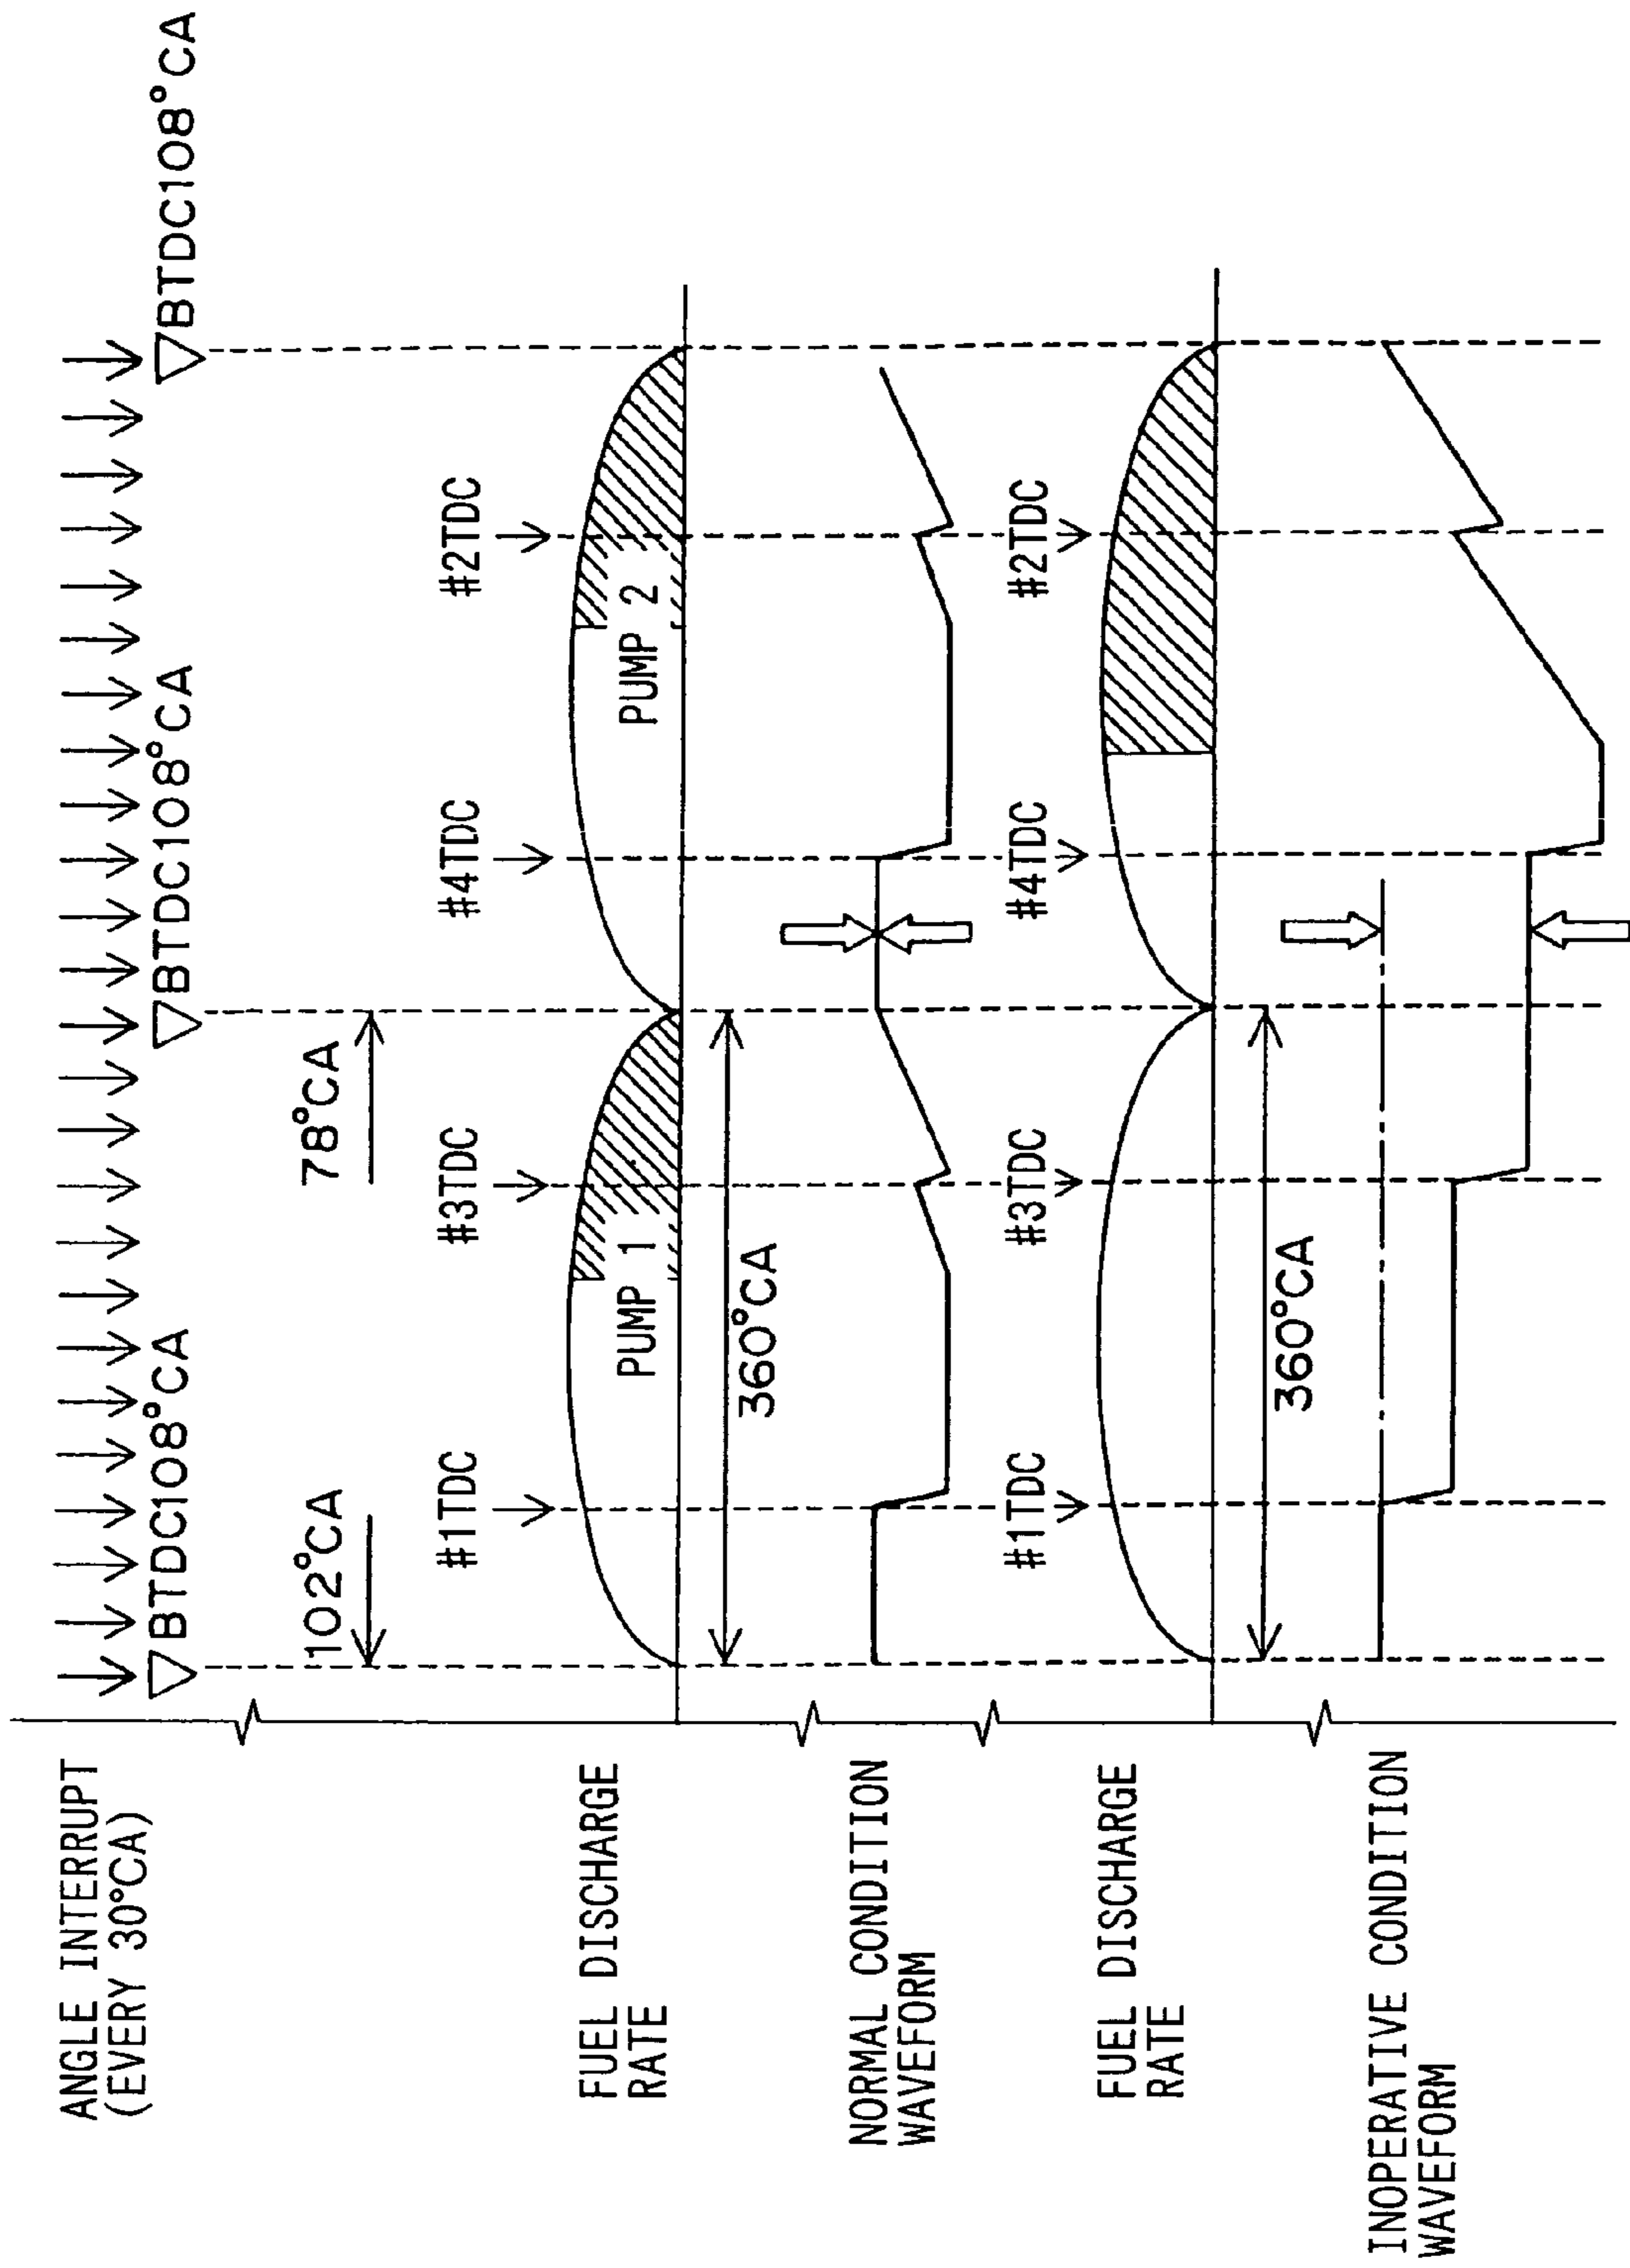 ANGLE INTERRUPT
(EVERY 30°CA)
BTDC108°CA
BTDC108°CA
BTDC108°CA
102°CA
78°CA
#1TDC
#3TDC
#4TDC
#2TDC
FUEL DISCHARGE
RATE
PUMP 1
PUMP 2
360°CA
NORMAL CONDITION
WAVEFORM
#1TDC
#3TDC
#4TDC
#2TDC
FUEL DISCHARGE
RATE
360°CA
INOPERATIVE CONDITION
WAVEFORM